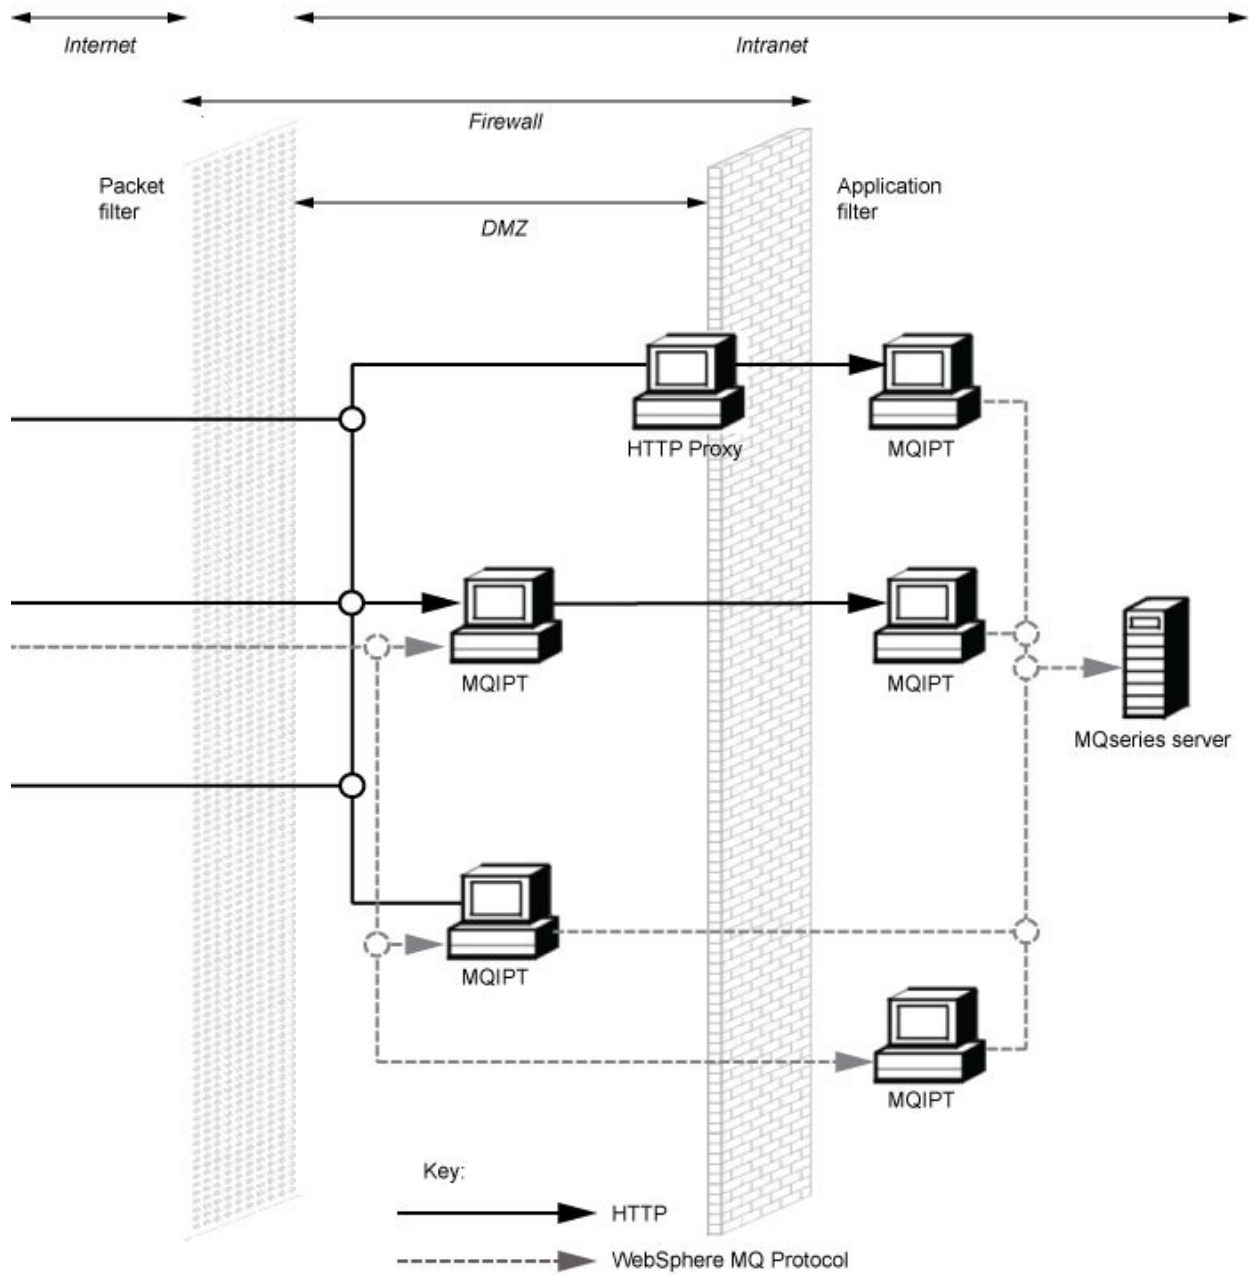 Internet
Intranet
Firewall
Packet
filter
Application
filter
DMZ
HTTP Proxy
MQIPT
MQIPT
MQIPT
MQseries server
MQIPT
MQIPT
Key:
HTTP
WebSphere MQ Protocol